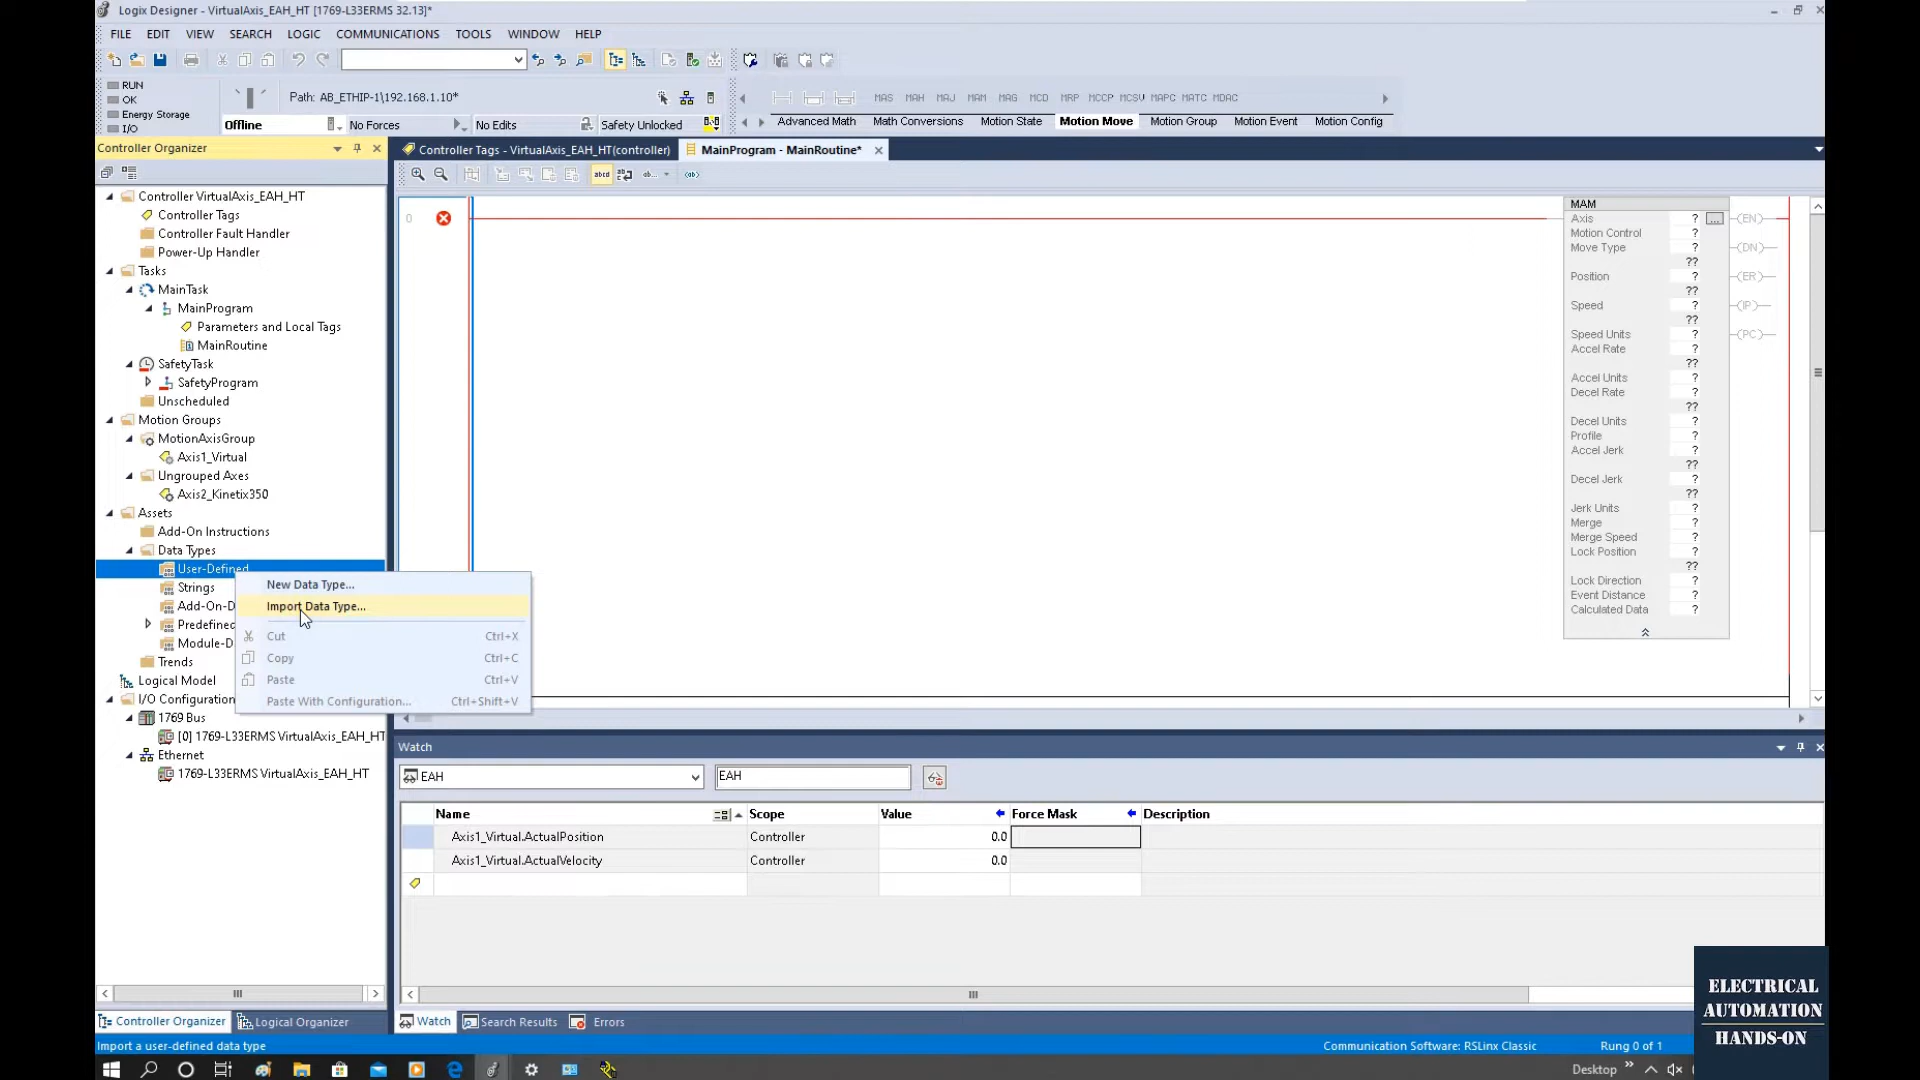 Logix Designer - VirtualAxis_EAH_HT [1769-L33ERMS 32.13]*
FILE EDIT VIEW SEARCH LOGIC COMMUNICATIONS TOOLS WINDOW HELP
RUN
OK
Energy Storage
I/O
Path: AB_ETHIP-1\192.168.1.10*
Offline No Forces No Edits Safety Unlocked
MAS MAH MAJ MAM MAG MCD MRP MCCP MCSV MAPC MATC MDAC
Advanced Math Math Conversions Motion State Motion Move Motion Group Motion Event Motion Config
Controller Organizer
Controller Tags - VirtualAxis_EAH_HT(controller) MainProgram - MainRoutine*
Controller VirtualAxis_EAH_HT
Controller Tags
Controller Fault Handler
Power-Up Handler
Tasks
MainTask
MainProgram
Parameters and Local Tags
MainRoutine
SafetyTask
SafetyProgram
Unscheduled
Motion Groups
MotionAxisGroup
Axis1_Virtual
Ungrouped Axes
Axis2_Kinetix350
Assets
Add-On Instructions
Data Types
User-Defined
Strings
Add-On-D
Predefined
Module-D
Trends
Logical Model
I/O Configuration
1769 Bus
[0] 1769-L33ERMS VirtualAxis_EAH_HT
Ethernet
1769-L33ERMS VirtualAxis_EAH_HT
New Data Type...
Import Data Type...
Cut Ctrl+X
Copy Ctrl+C
Paste Ctrl+V
Paste With Configuration... Ctrl+Shift+V
0
MAM
Axis ? ... (EN)
Motion Control ?
Move Type ? (DN)
??
Position ? (ER)
??
Speed ? (IP)
??
Speed Units ? (PC)
Accel Rate ?
??
Accel Units ?
Decel Rate ?
??
Decel Units ?
Profile ?
Accel Jerk ?
??
Decel Jerk ?
??
Jerk Units ?
Merge ?
Merge Speed ?
Lock Position ?
??
Lock Direction ?
Event Distance ?
Calculated Data ?
Watch
EAH EAH
Name Scope Value Force Mask Description
Axis1_Virtual.ActualPosition Controller 0.0
Axis1_Virtual.ActualVelocity Controller 0.0
Controller Organizer Logical Organizer
Watch Search Results Errors
Import a user-defined data type
Communication Software: RSLinx Classic Rung 0 of 1
Desktop
ELECTRICAL
AUTOMATION
HANDS-ON